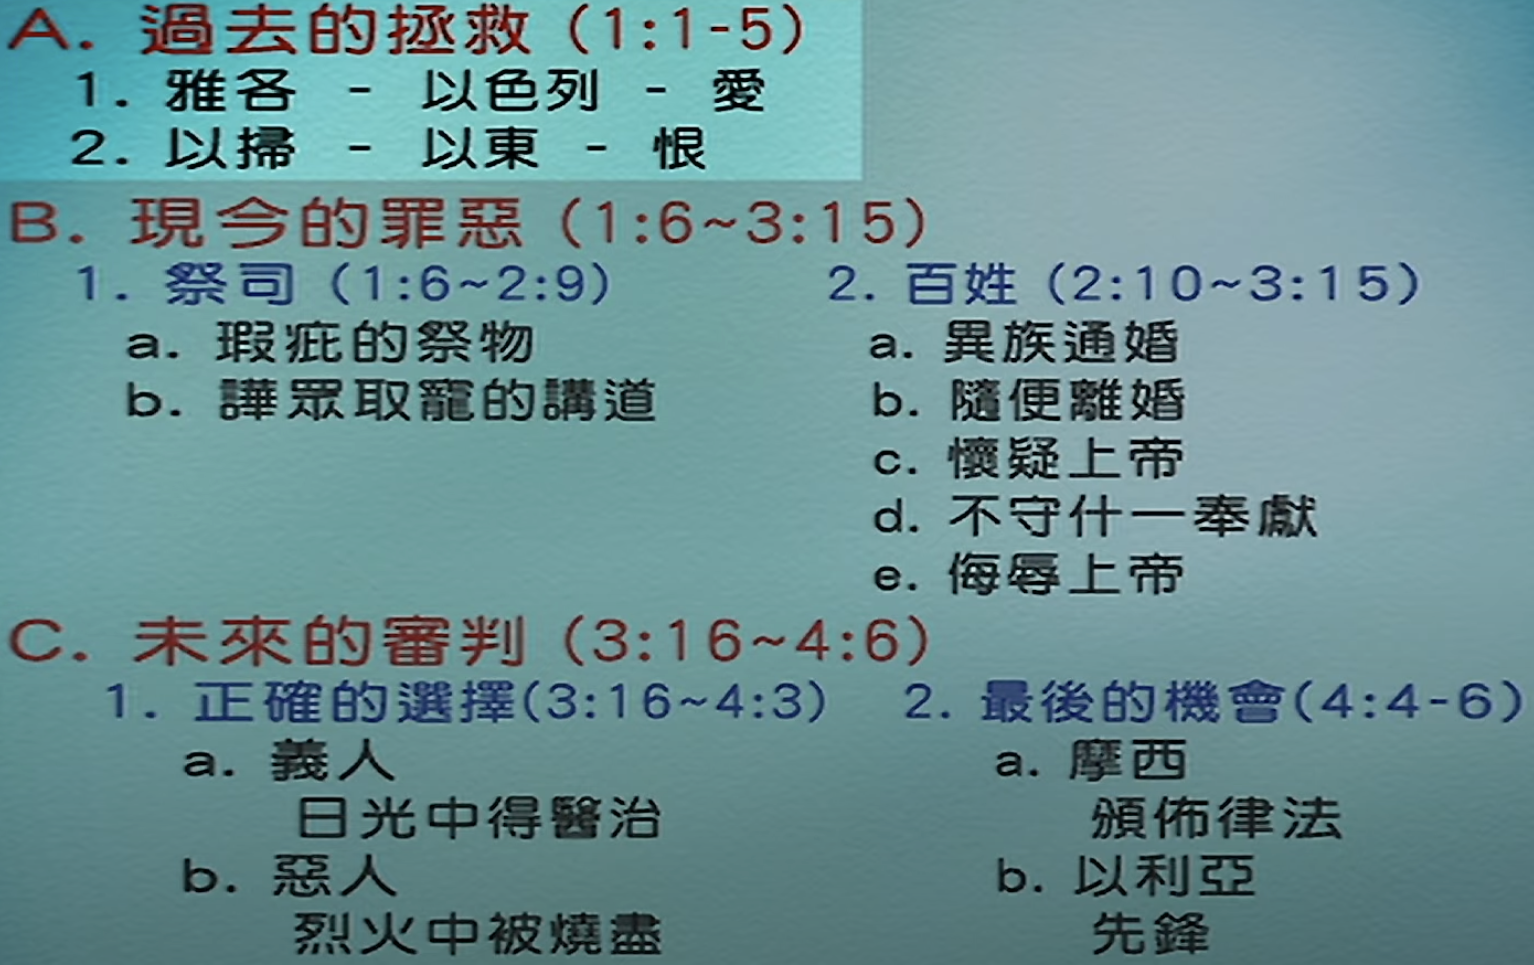 A. 過去的拯救 (1:1-5)
1. 雅各 - 以色列 - 愛
2. 以掃 - 以東 - 恨
B. 現今的罪惡 (1:6~3:15)
1. 祭司 (1:6~2:9)
a. 瑕疵的祭物
b. 譁眾取寵的講道
2. 百姓 (2:10~3:15)
a. 異族通婚
b. 隨便離婚
c. 懷疑上帝
d. 不守什一奉獻
e. 侮辱上帝
C. 未來的審判 (3:16~4:6)
1. 正確的選擇(3:16~4:3)
a. 義人
日光中得醫治
b. 惡人
烈火中被燒盡
2. 最後的機會(4:4-6)
a. 摩西
頒佈律法
b. 以利亞
先鋒